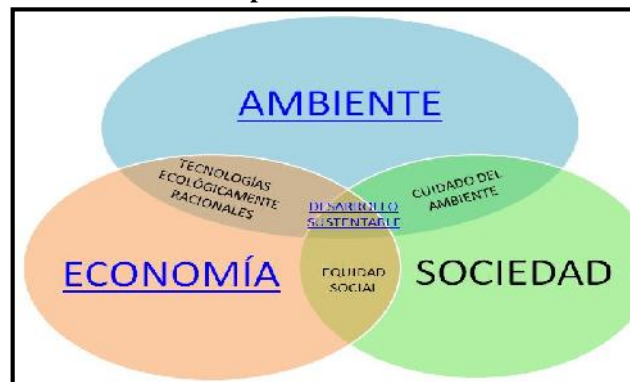 AMBIENTE
TECNOLOGÍAS
ECOLÓGICAMENTE
RACIONALES
CUIDADO DEL
AMBIENTE
DESARROLLO
SUSTENTABLE
ECONOMÍA
EQUIDAD
SOCIAL
SOCIEDAD